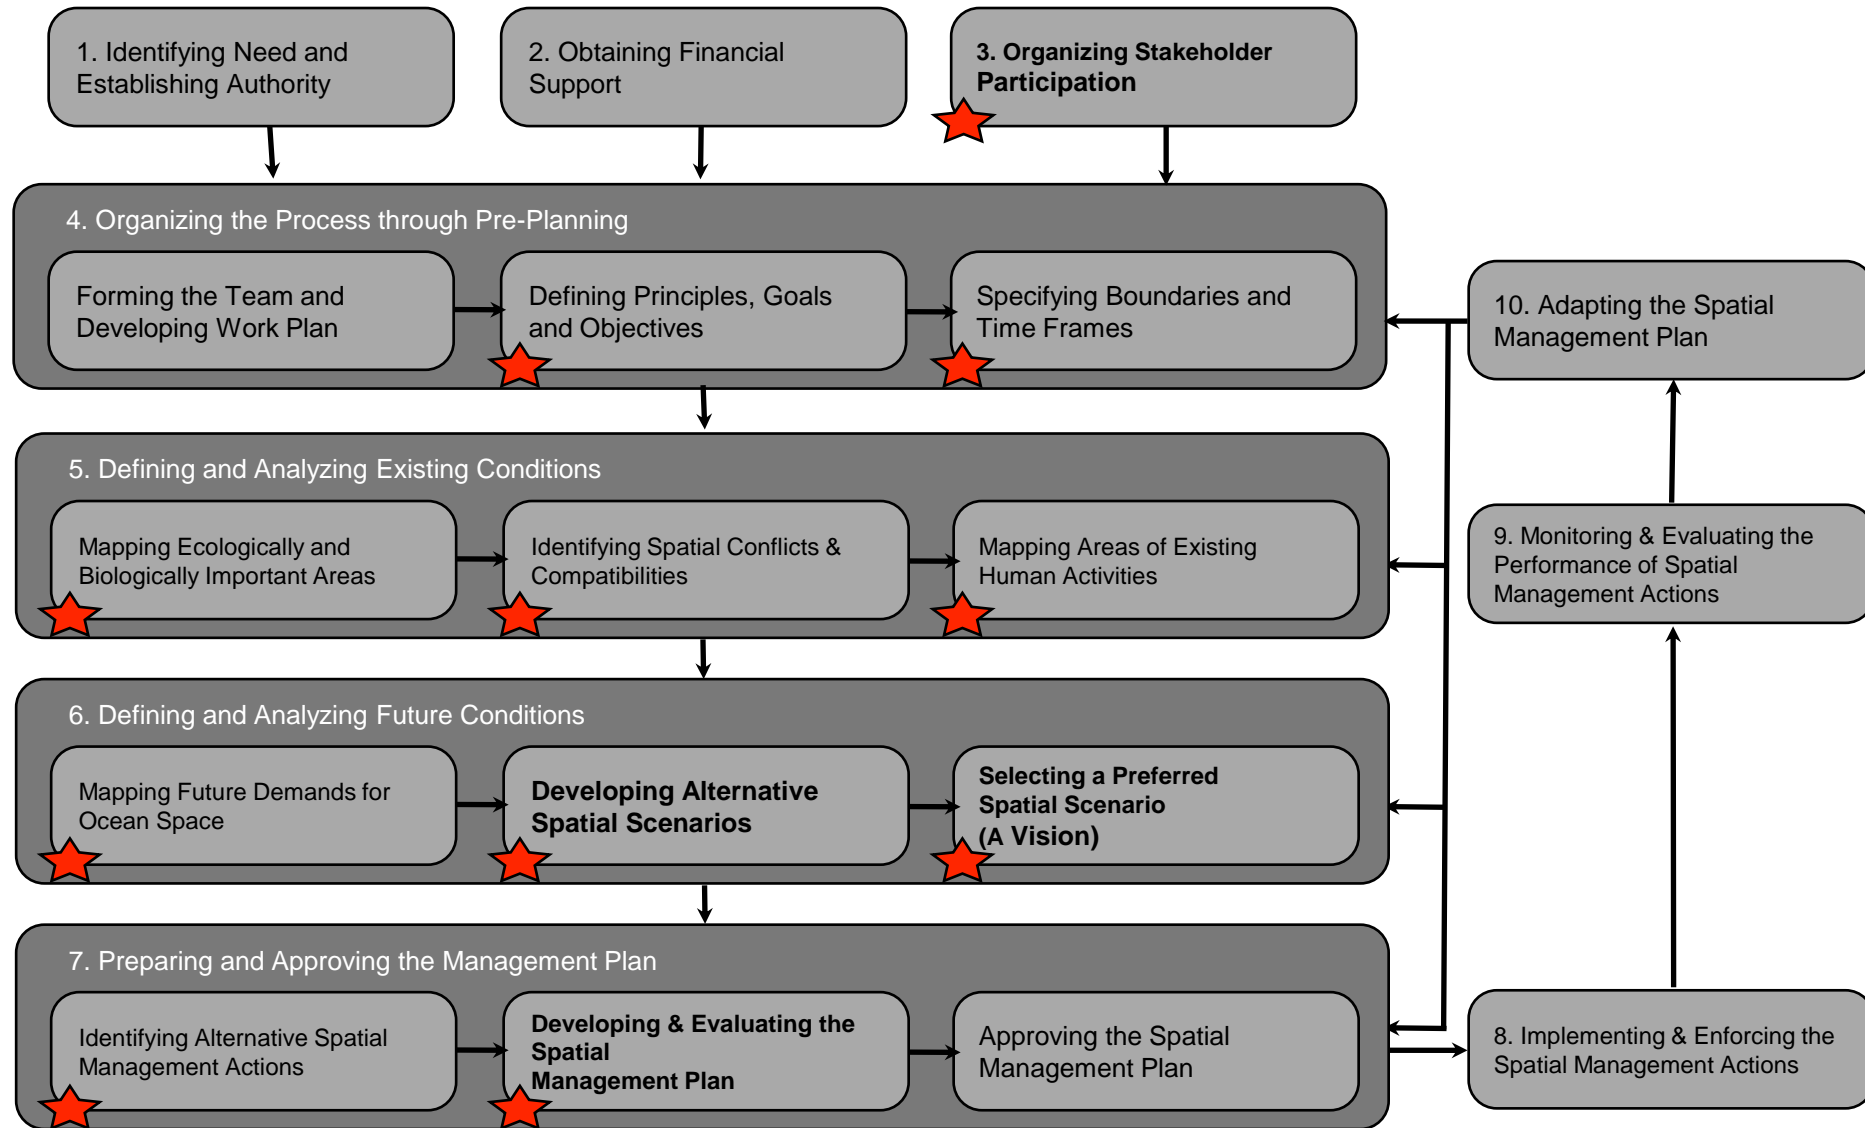 1. Identifying Need and
Establishing Authority
2. Obtaining Financial
Support
3. Organizing Stakeholder
Participation
4. Organizing the Process through Pre-Planning
Forming the Team and
Developing Work Plan
Defining Principles, Goals
and Objectives
Specifying Boundaries and
Time Frames
10. Adapting the Spatial
Management Plan
5. Defining and Analyzing Existing Conditions
Mapping Ecologically and
Biologically Important Areas
Identifying Spatial Conflicts &
Compatibilities
Mapping Areas of Existing
Human Activities
9. Monitoring & Evaluating the
Performance of Spatial
Management Actions
6. Defining and Analyzing Future Conditions
Mapping Future Demands for
Ocean Space
Developing Alternative
Spatial Scenarios
Selecting a Preferred
Spatial Scenario
(A Vision)
7. Preparing and Approving the Management Plan
Identifying Alternative Spatial
Management Actions
Developing & Evaluating the
Spatial
Management Plan
Approving the Spatial
Management Plan
8. Implementing & Enforcing the
Spatial Management Actions